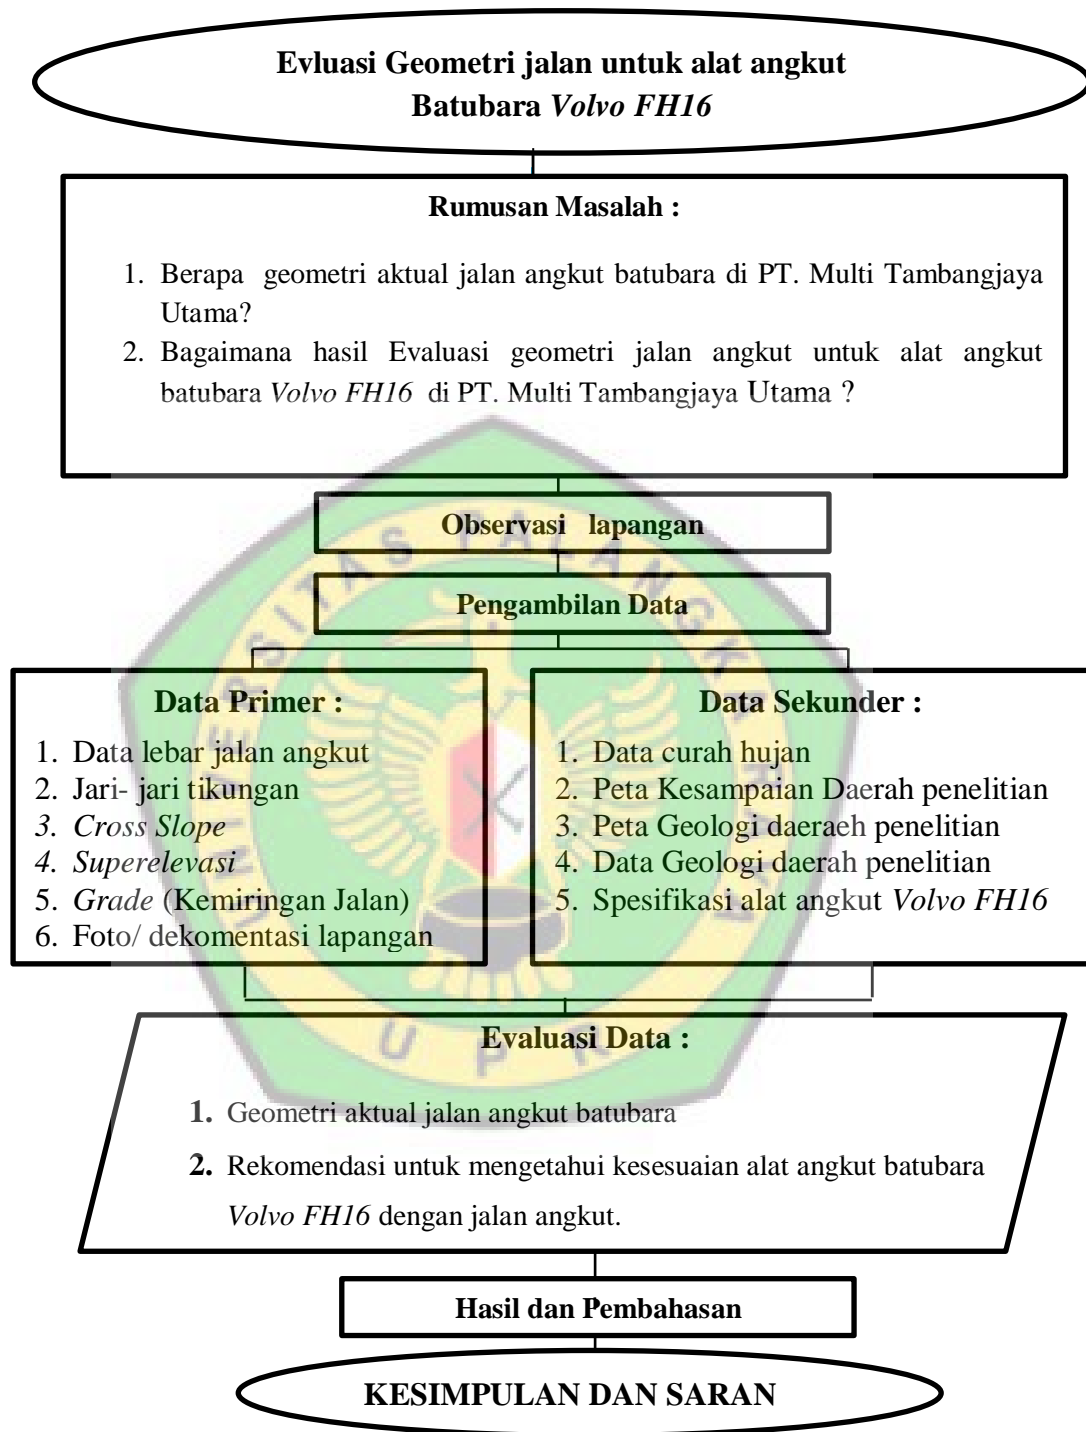 Evluasi Geometri jalan untuk alat angkut
Batubara Volvo FH16
Rumusan Masalah :
1. Berapa geometri aktual jalan angkut batubara di PT. Multi Tambangjaya
Utama?
2. Bagaimana hasil Evaluasi geometri jalan angkut untuk alat angkut
batubara Volvo FH16 di PT. Multi Tambangjaya Utama ?
Observasi lapangan
Pengambilan Data
Data Primer :
1. Data lebar jalan angkut
2. Jari- jari tikungan
3. Cross Slope
4. Superelevasi
5. Grade (Kemiringan Jalan)
6. Foto/ dekomentasi lapangan
Data Sekunder :
1. Data curah hujan
2. Peta Kesampaian Daerah penelitian
3. Peta Geologi daeraeh penelitian
4. Data Geologi daerah penelitian
5. Spesifikasi alat angkut Volvo FH16
Evaluasi Data :
1. Geometri aktual jalan angkut batubara
2. Rekomendasi untuk mengetahui kesesuaian alat angkut batubara
Volvo FH16 dengan jalan angkut.
Hasil dan Pembahasan
KESIMPULAN DAN SARAN
UNIVERSITAS PALANGKA RAYA
UPR